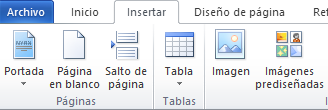 Archivo Inicio Insertar Diseño de página Ref
Portada Página en blanco Salto de página Tabla Imagen Imágenes prediseñadas
Páginas Tablas